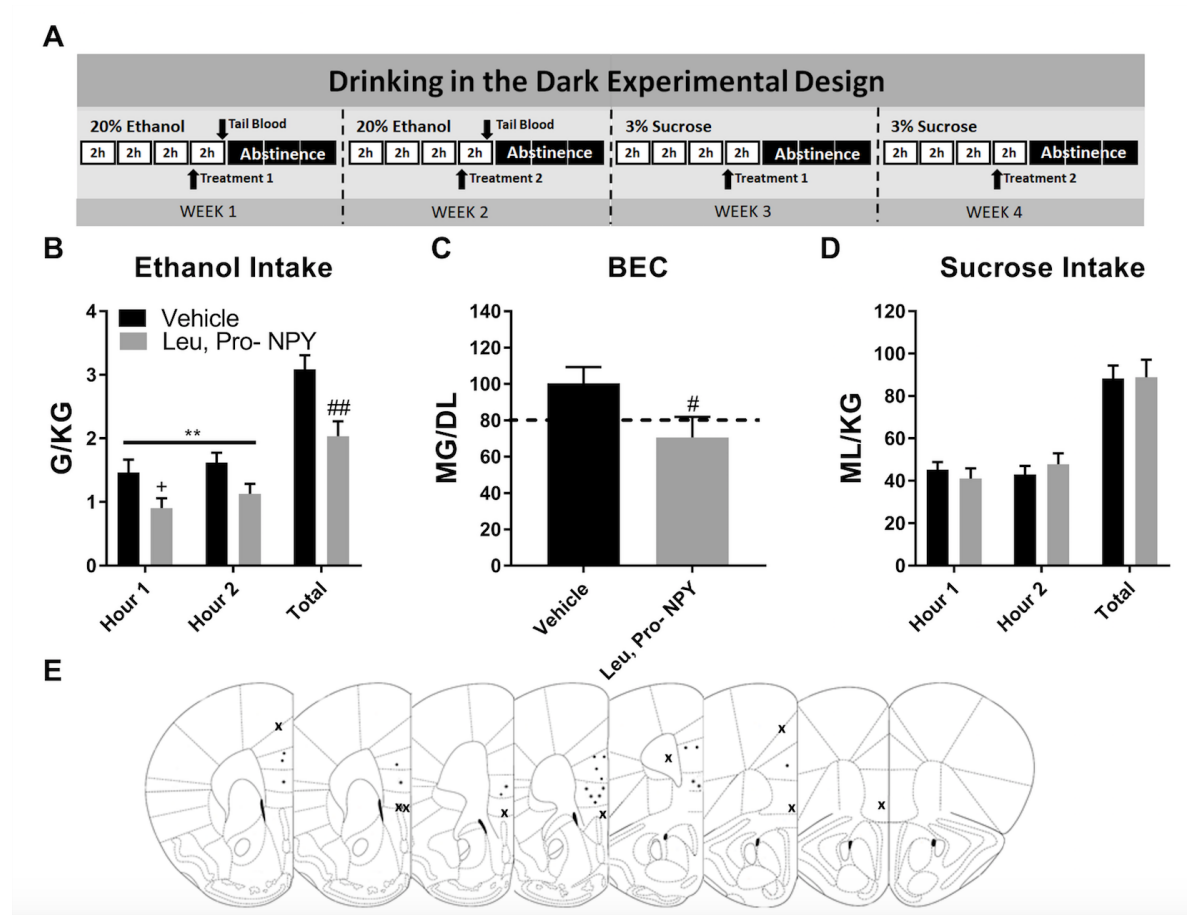 A
Drinking in the Dark Experimental Design
20% Ethanol
Tail Blood
2h 2h 2h 2h Abstinence
Treatment 1
WEEK 1
20% Ethanol
Tail Blood
2h 2h 2h 2h Abstinence
Treatment 2
WEEK 2
3% Sucrose
2h 2h 2h 2h Abstinence
Treatment 1
WEEK 3
3% Sucrose
2h 2h 2h 2h Abstinence
Treatment 2
WEEK 4
B
Ethanol Intake
Vehicle
Leu, Pro- NPY
G/KG
4
3
2
1
0
**
+
##
Hour 1
Hour 2
Total
C
BEC
MG/DL
140
120
100
80
60
40
20
0
#
Vehicle
Leu, Pro- NPY
D
Sucrose Intake
ML/KG
120
100
80
60
40
20
0
Hour 1
Hour 2
Total
E
x
xx
x
x
x
x
x
x